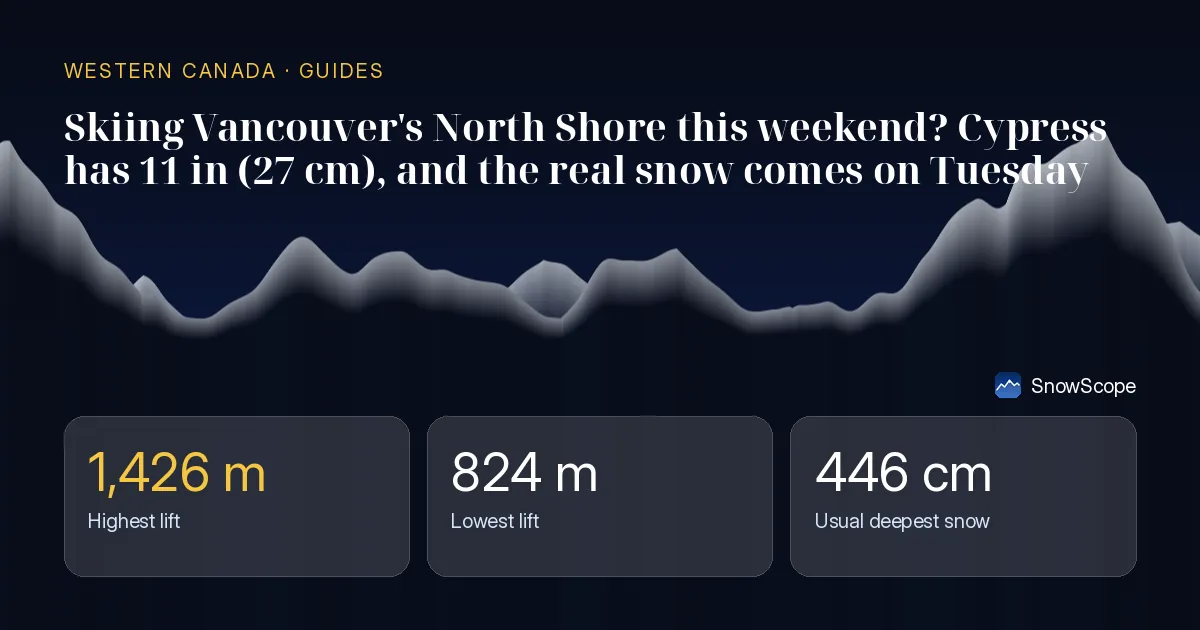 WESTERN CANADA · GUIDES
Skiing Vancouver's North Shore this weekend? Cypress
has 11 in (27 cm), and the real snow comes on Tuesday
SnowScope
1,426 m
Highest lift
824 m
Lowest lift
446 cm
Usual deepest snow